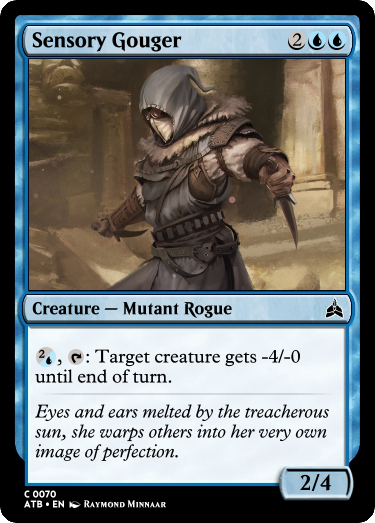 Sensory Gouger 2
Creature — Mutant Rogue
2, : Target creature gets -4/-0
until end of turn.
Eyes and ears melted by the treacherous
sun, she warps others into her very own
image of perfection.
2/4
C 0070
ATB • EN Raymond Minnaar